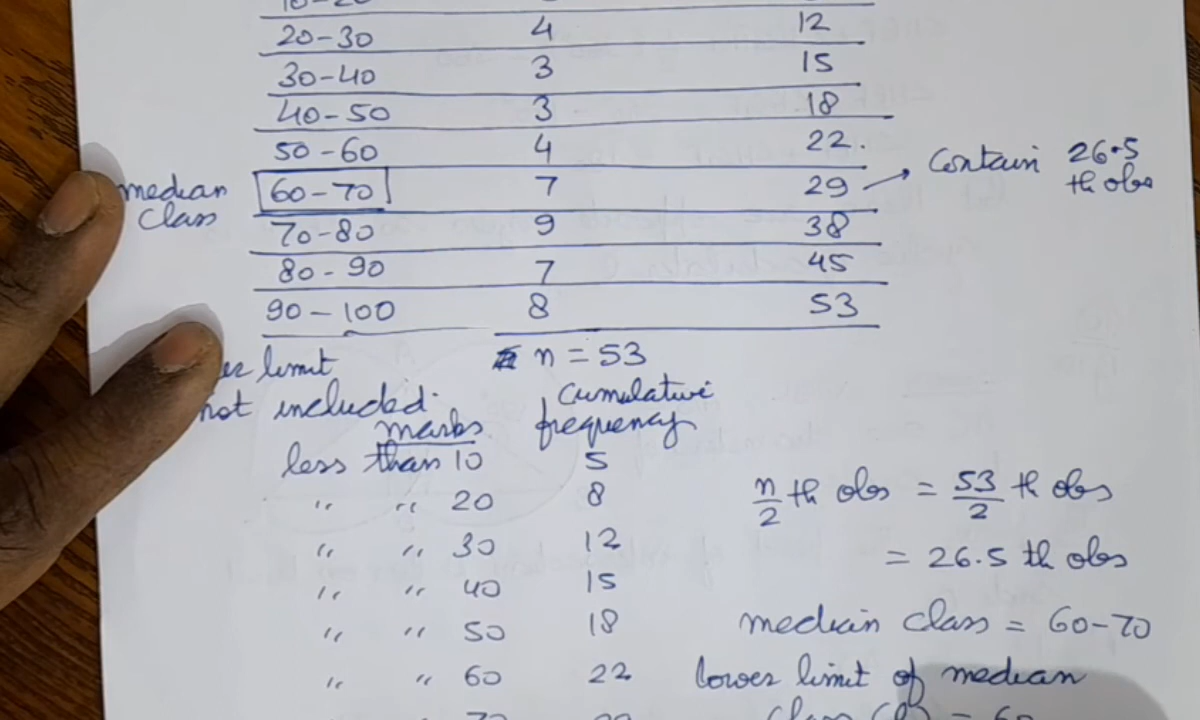 20-30 4 12
30-40 3 15
40-50 3 18
50-60 4 22.
median class 60-70 7 29 → Contain 26.5 th obs
70-80 9 38
80-90 7 45
90-100 8 53
limit n = 53
not included.
marks Cumulative frequency
less than 10 5
" " 20 8
" " 30 12
" " 40 15
" " 50 18
" " 60 22
n/2 th obs = 53/2 th obs
= 26.5 th obs
median class = 60-70
lower limit of median
class (l) = 60